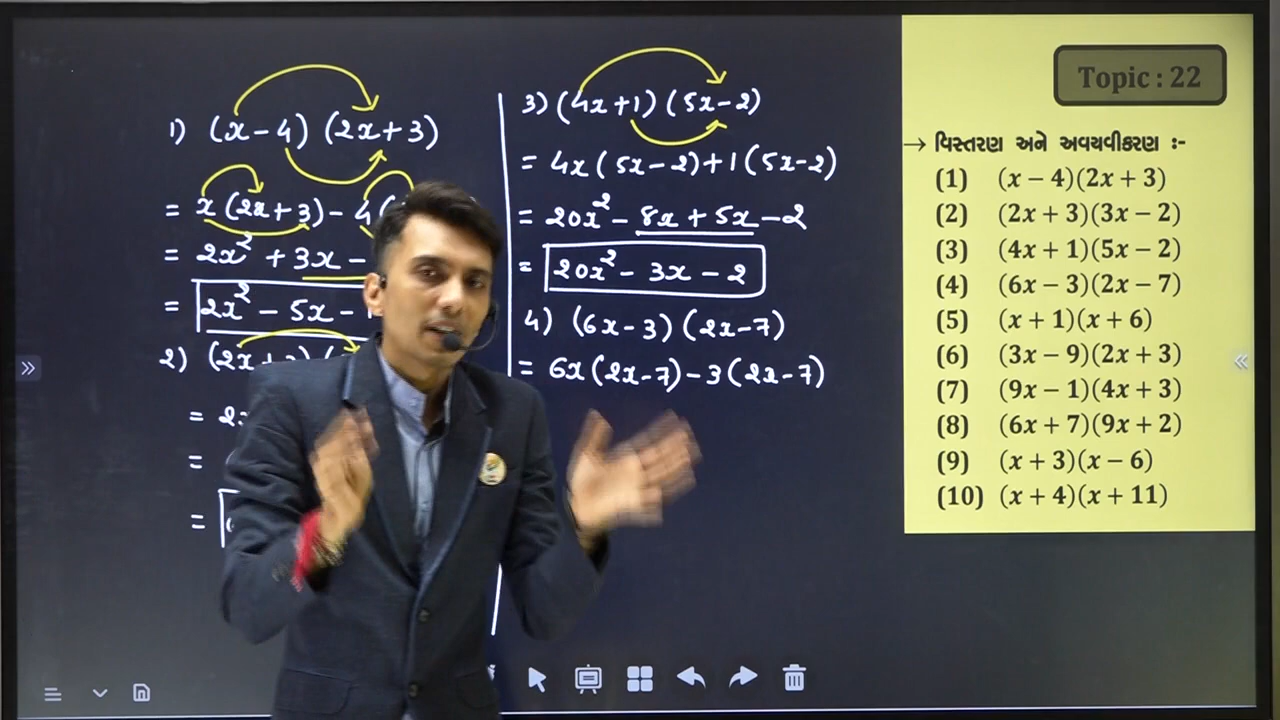 1) (x-4) (2x+3)
= x(2x+3) - 4(
= 2x² + 3x -
= 2x² - 5x -
2) (2x+3)
= 2x
=
=
3) (4x+1) (5x-2)
= 4x(5x-2)+1(5x-2)
= 20x² - 8x + 5x - 2
= 20x² - 3x - 2
4) (6x-3) (2x-7)
= 6x(2x-7)-3(2x-7)
Topic : 22
→ વિસ્તરણ અને અવયવીકરણ :-
(1) (x − 4)(2x + 3)
(2) (2x + 3)(3x − 2)
(3) (4x + 1)(5x − 2)
(4) (6x − 3)(2x − 7)
(5) (x + 1)(x + 6)
(6) (3x − 9)(2x + 3)
(7) (9x − 1)(4x + 3)
(8) (6x + 7)(9x + 2)
(9) (x + 3)(x − 6)
(10) (x + 4)(x + 11)